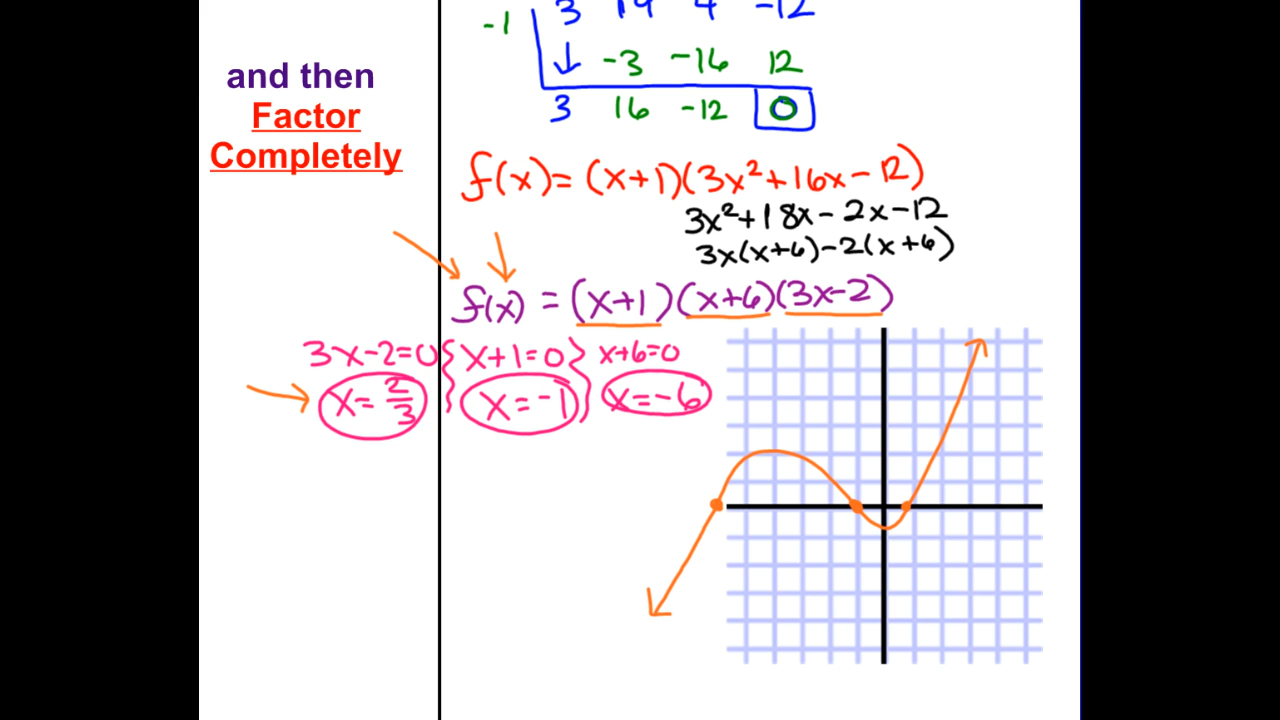 and then
Factor
Completely
-1 3 19 4 -12
↓ -3 -16 12
3 16 -12 0
f(x)= (x+1)(3x²+16x-12)
3x²+18x-2x-12
3x(x+6)-2(x+6)
f(x) = (x+1)(x+6)(3x-2)
3x-2=0 { x+1=0 } x+6=0
x= 2/3 x=-1 x=-6